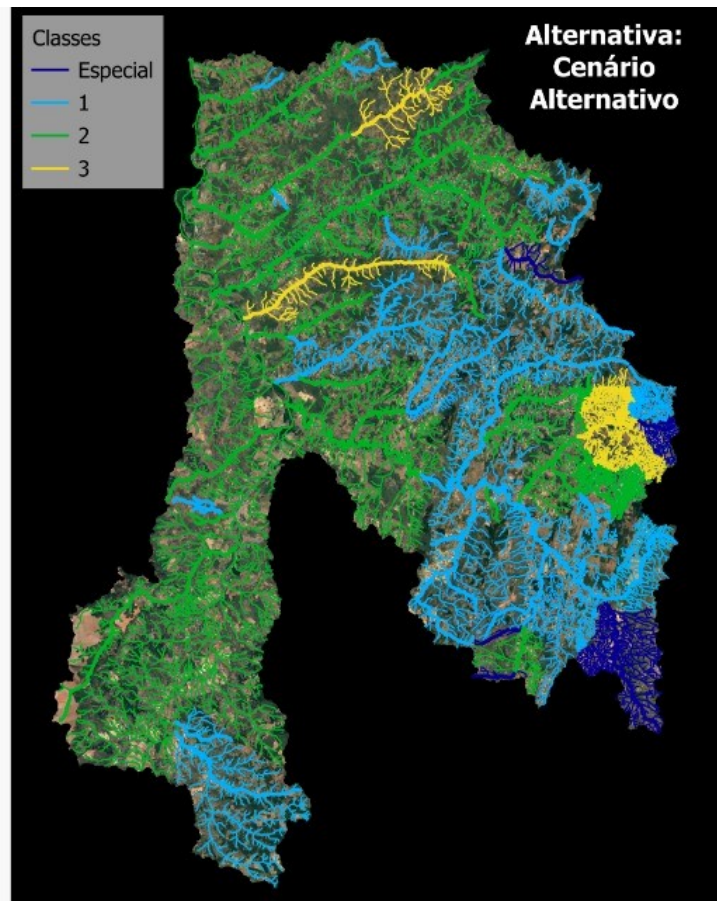 Classes
Especial
1
2
3
Alternativa:
Cenário
Alternativo